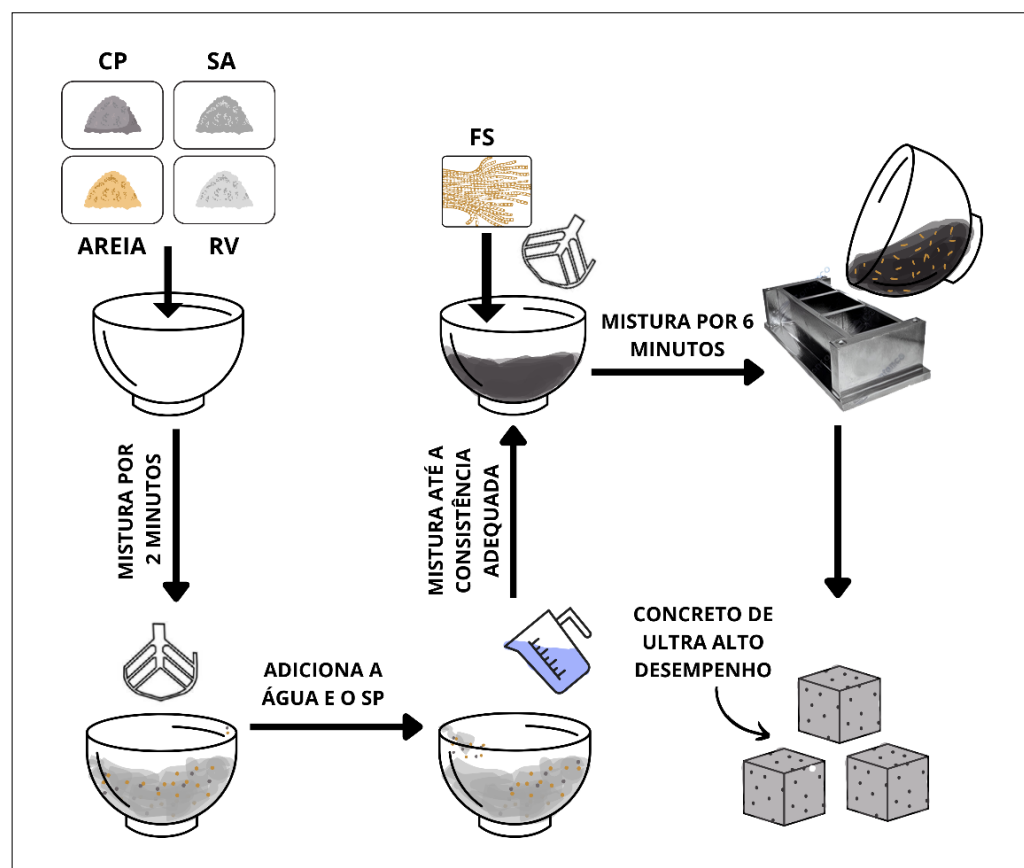 CP
SA
AREIA
RV
MISTURA POR
2 MINUTOS
ADICIONA A
ÁGUA E O SP
MISTURA ATÉ A
CONSISTÊNCIA
ADEQUADA
FS
MISTURA POR 6
MINUTOS
CONCRETO DE
ULTRA ALTO
DESEMPENHO